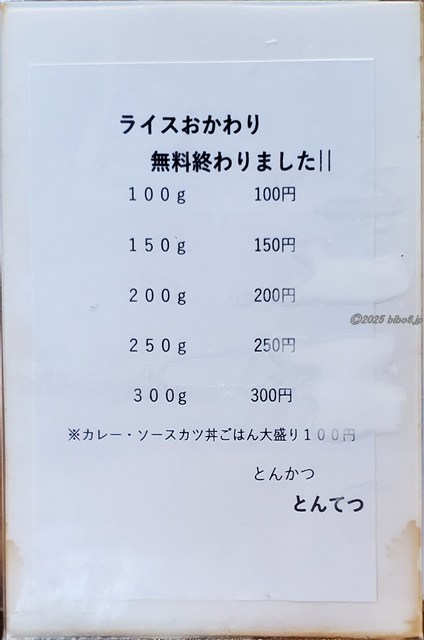 ライスおかわり
無料終わりました||
１００ｇ 100円
１５０ｇ 150円
２００ｇ 200円
２５０ｇ 250円
３００ｇ 300円
※カレー・ソースカツ丼ごはん大盛り１００円
とんかつ
とんてつ
©2025 bibo6.jp